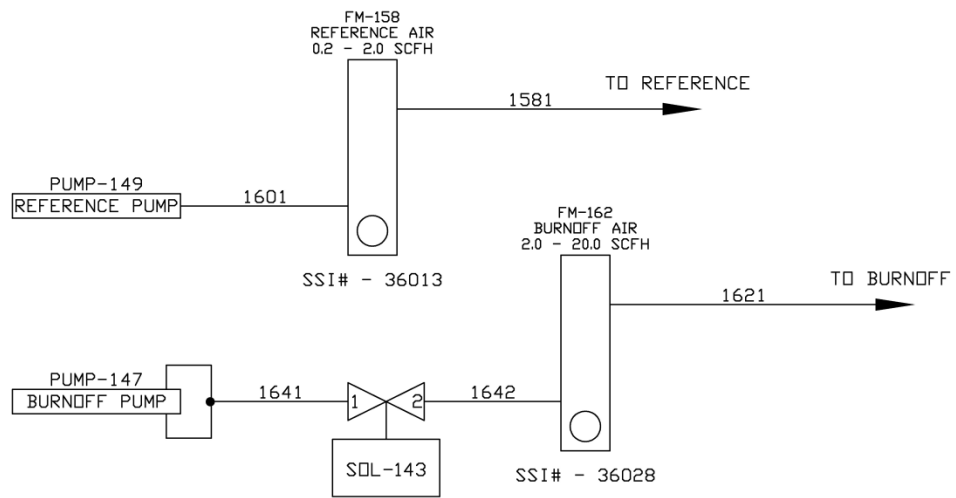 FM-158
REFERENCE AIR
0.2 - 2.0 SCFH
TO REFERENCE
1581
PUMP-149
REFERENCE PUMP
1601
SSI# - 36013
FM-162
BURNOFF AIR
2.0 - 20.0 SCFH
TO BURNOFF
1621
PUMP-147
BURNOFF PUMP
1641
1 2
1642
SOL-143
SSI# - 36028